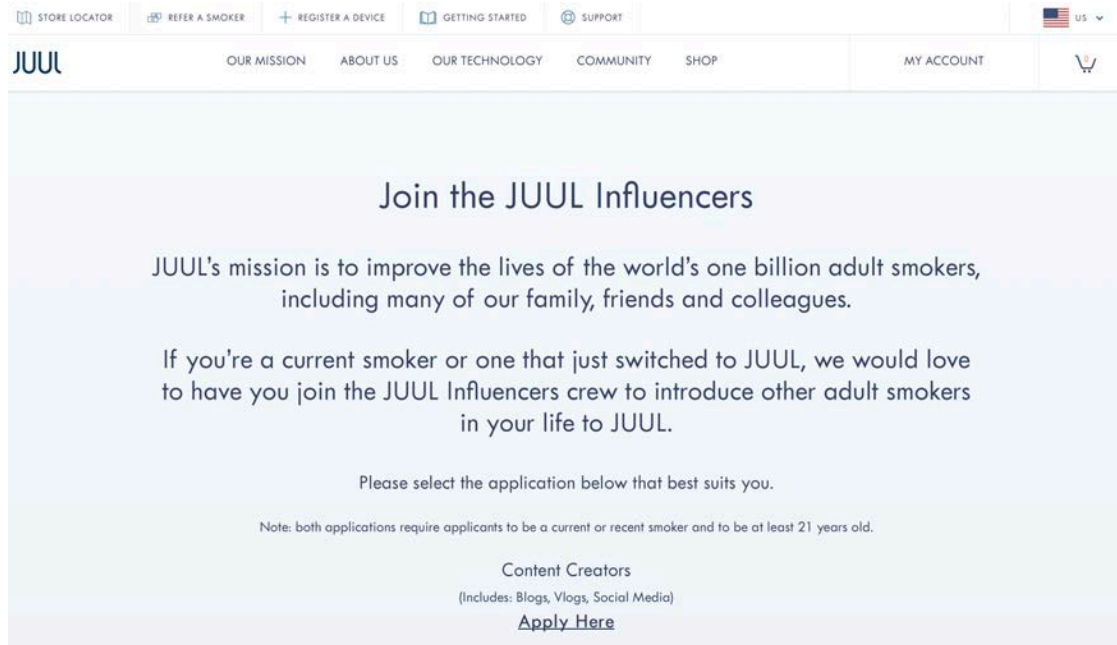 STORE LOCATOR REFER A SMOKER REGISTER A DEVICE GETTING STARTED SUPPORT US
JUUL OUR MISSION ABOUT US OUR TECHNOLOGY COMMUNITY SHOP MY ACCOUNT 0
Join the JUUL Influencers
JUUL's mission is to improve the lives of the world's one billion adult smokers,
including many of our family, friends and colleagues.
If you're a current smoker or one that just switched to JUUL, we would love
to have you join the JUUL Influencers crew to introduce other adult smokers
in your life to JUUL.
Please select the application below that best suits you.
Note: both applications require applicants to be a current or recent smoker and to be at least 21 years old.
Content Creators
(Includes: Blogs, Vlogs, Social Media)
Apply Here